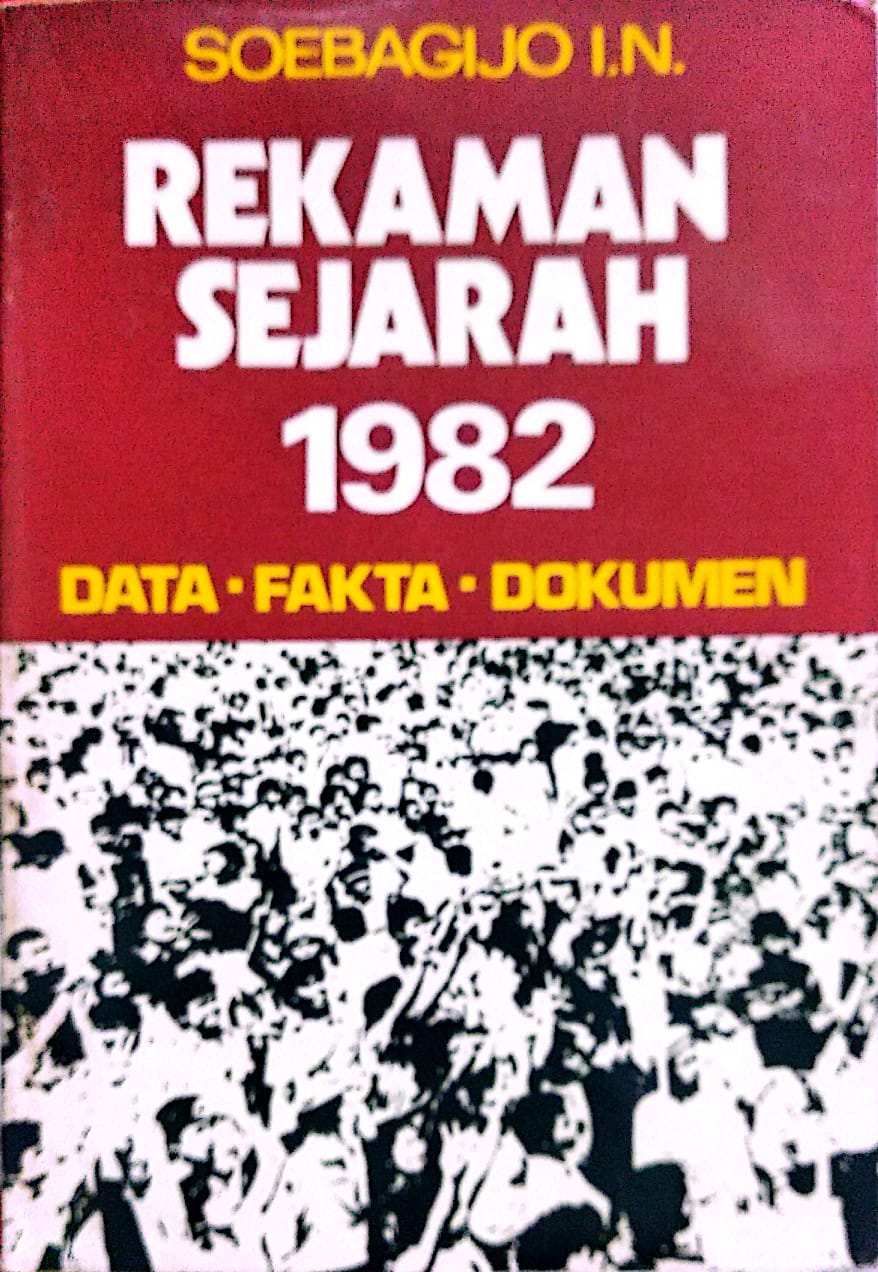 SOEBAGIJO I.N.
REKAMAN
SEJARAH
1982
DATA · FAKTA · DOKUMEN